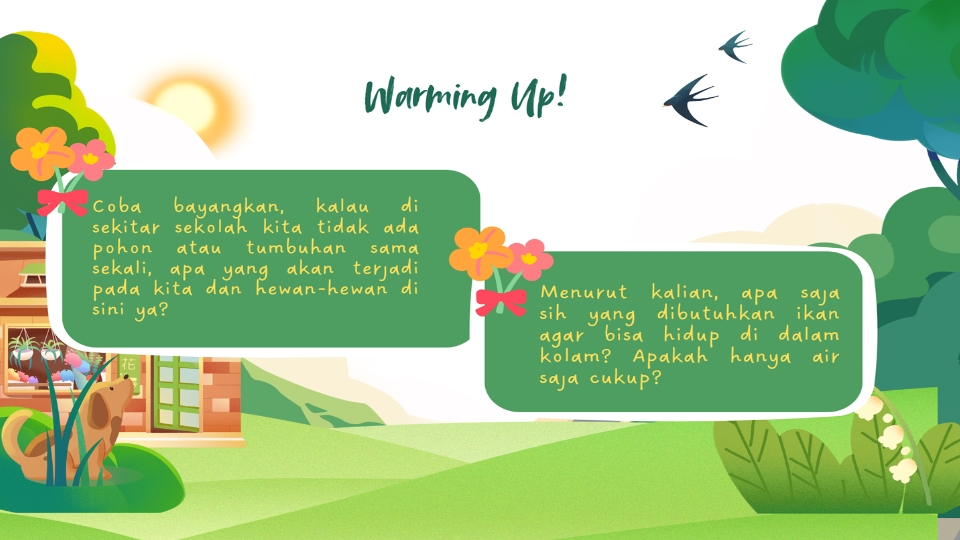 Warming Up!
Coba bayangkan, kalau di
sekitar sekolah kita tidak ada
pohon atau tumbuhan sama
sekali, apa yang akan terjadi
pada kita dan hewan-hewan di
sini ya?
Menurut kalian, apa saja
sih yang dibutuhkan ikan
agar bisa hidup di dalam
kolam? Apakah hanya air
saja cukup?
花